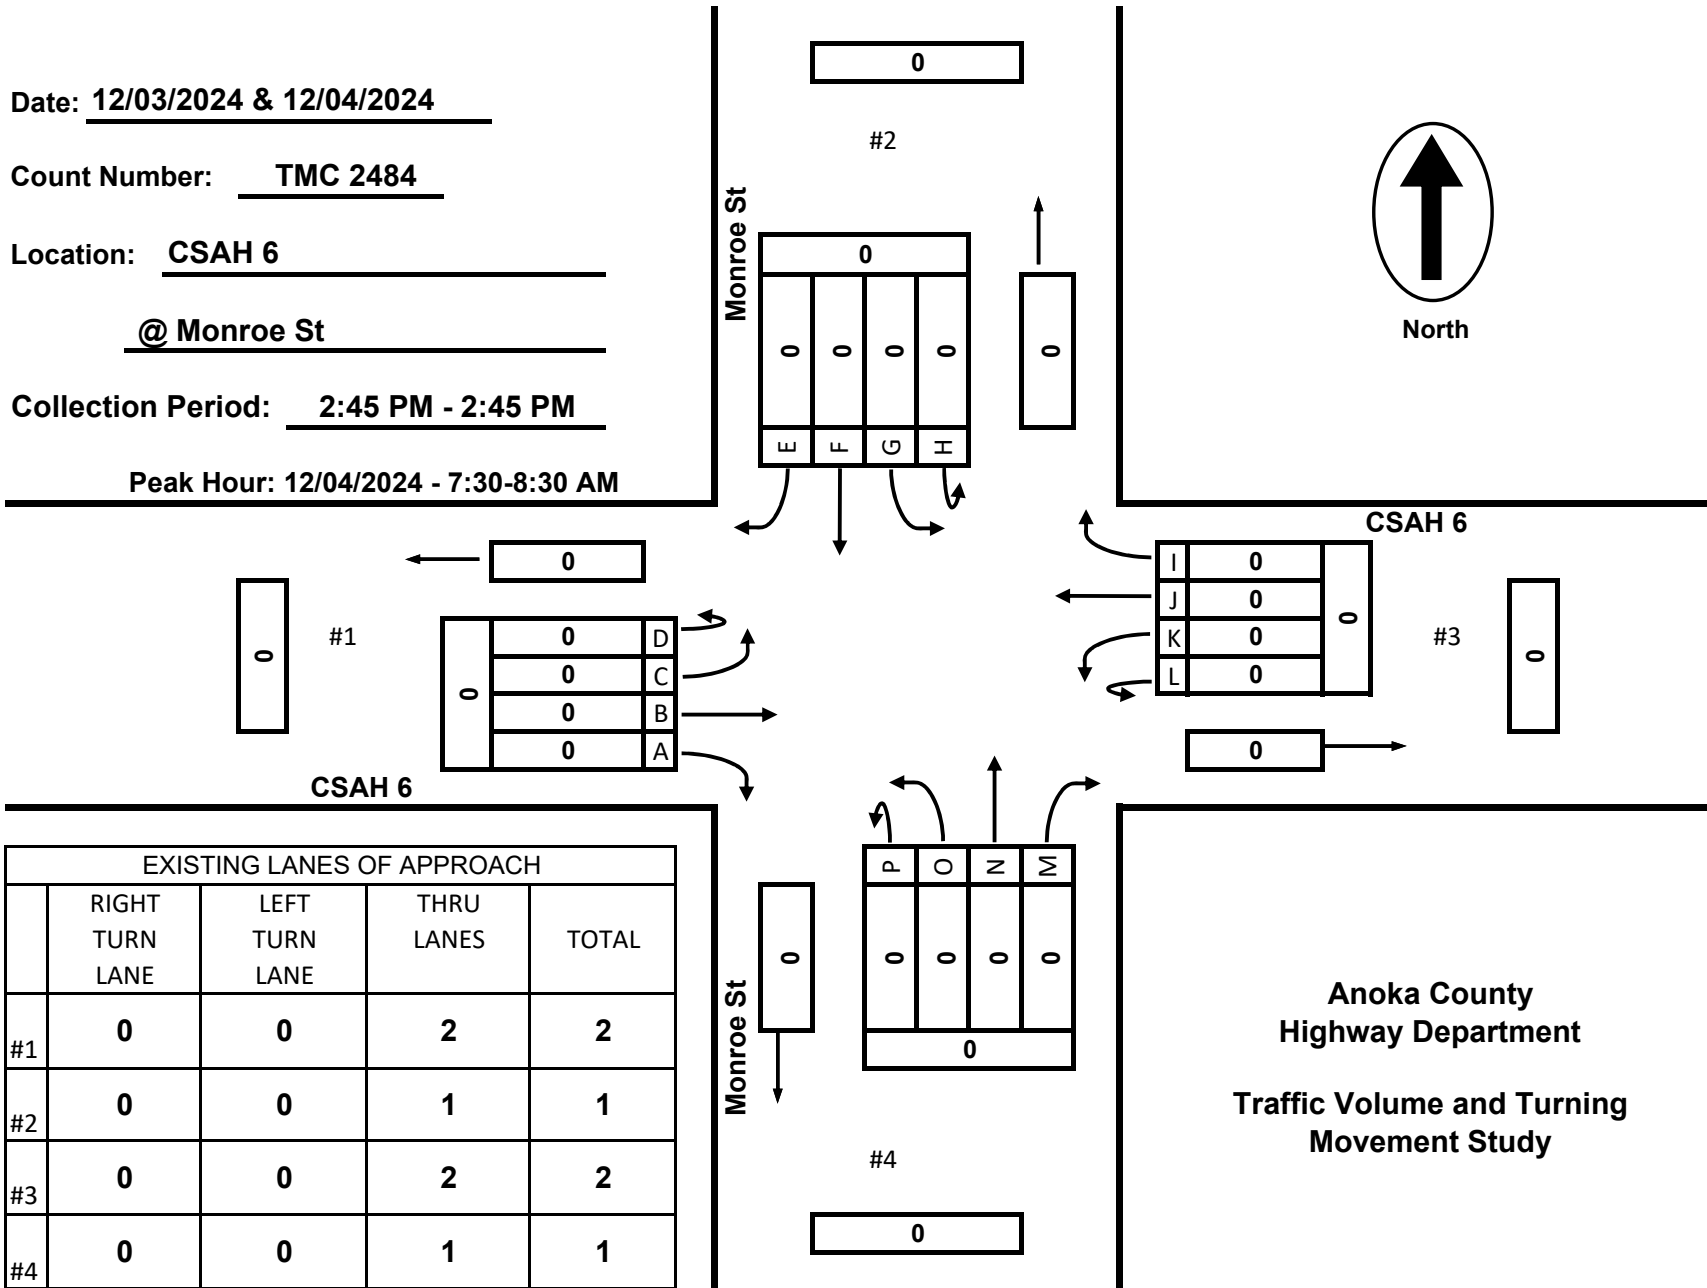 Date: 12/03/2024 & 12/04/2024
Count Number: TMC 2484
Location: CSAH 6
@ Monroe St
Collection Period: 2:45 PM - 2:45 PM
Peak Hour: 12/04/2024 - 7:30-8:30 AM
0
#2
Monroe St
0
0 0 0 0
E F G H
0
North
CSAH 6
0
0
#1
0
0 D
0 C
0 B
0 A
CSAH 6
I 0
J 0
K 0
L 0
0
#3
0
0
P O N M
0 0 0 0
0
0
Monroe St
#4
0
EXISTING LANES OF APPROACH
RIGHT TURN LANE
LEFT TURN LANE
THRU LANES
TOTAL
#1 0 0 2 2
#2 0 0 1 1
#3 0 0 2 2
#4 0 0 1 1
Anoka County
Highway Department
Traffic Volume and Turning
Movement Study